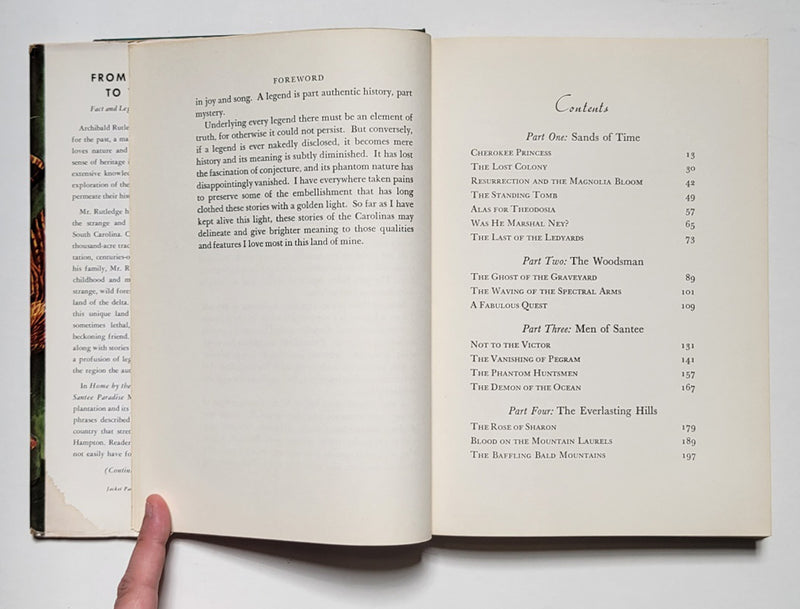 FROM
TO
Fact and Leg
Archibald Rutle
for the past, a ma
loves nature and
sense of heritage i
extensive knowled
exploration of the
permeate their his
Mr. Rutledge h
the strange and
South Carolina. C
thousand-acre trac
tation, centuries-o
his family, Mr. R
childhood and m
strange, wild fores
land of the delta.
this unique land
sometimes lethal,
beckoning friend.
along with stories
a profusion of leg
the region the aut
In Home by the
Santee Paradise M
plantation and its
phrases described
country that stret
Hampton. Reader
not easily have fo
(Contin
Jacket Pa
FOREWORD
in joy and song. A legend is part authentic history, part
mystery.
Underlying every legend there must be an element of
truth, for otherwise it could not persist. But conversely,
if a legend is ever nakedly disclosed, it becomes mere
history and its meaning is subtly diminished. It has lost
the fascination of conjecture, and its phantom nature has
disappointingly vanished. I have everywhere taken pains
to preserve some of the embellishment that has long
clothed these stories with a golden light. So far as I have
kept alive this light, these stories of the Carolinas may
delineate and give brighter meaning to those qualities
and features I love most in this land of mine.
Contents
Part One: Sands of Time
CHEROKEE PRINCESS 13
THE LOST COLONY 30
RESURRECTION AND THE MAGNOLIA BLOOM 42
THE STANDING TOMB 49
ALAS FOR THEODOSIA 57
WAS HE MARSHAL NEY? 65
THE LAST OF THE LEDYARDS 73
Part Two: The Woodsman
THE GHOST OF THE GRAVEYARD 89
THE WAVING OF THE SPECTRAL ARMS 101
A FABULOUS QUEST 109
Part Three: Men of Santee
NOT TO THE VICTOR 131
THE VANISHING OF PEGRAM 141
THE PHANTOM HUNTSMEN 157
THE DEMON OF THE OCEAN 167
Part Four: The Everlasting Hills
THE ROSE OF SHARON 179
BLOOD ON THE MOUNTAIN LAURELS 189
THE BAFFLING BALD MOUNTAINS 197